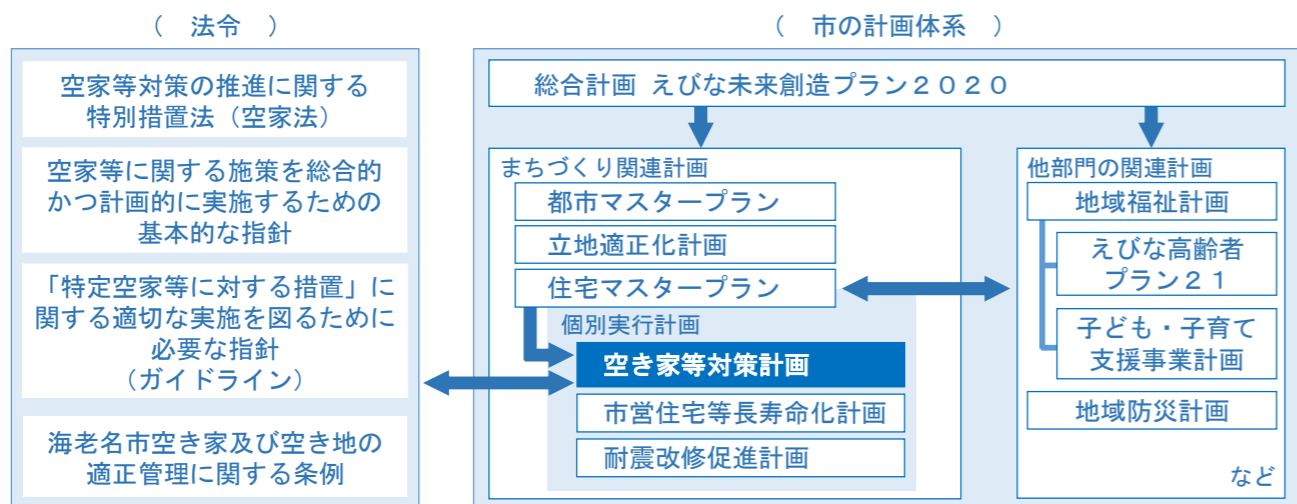 （　法令　）
空家等対策の推進に関する
特別措置法（空家法）
空家等に関する施策を総合的
かつ計画的に実施するための
基本的な指針
「特定空家等に対する措置」に
関する適切な実施を図るために
必要な指針
（ガイドライン）
海老名市空き家及び空き地の
適正管理に関する条例
（　市の計画体系　）
総合計画 えびな未来創造プラン２０２０
まちづくり関連計画
都市マスタープラン
立地適正化計画
住宅マスタープラン
個別実行計画
空き家等対策計画
市営住宅等長寿命化計画
耐震改修促進計画
他部門の関連計画
地域福祉計画
えびな高齢者
プラン２１
子ども・子育て
支援事業計画
地域防災計画
など